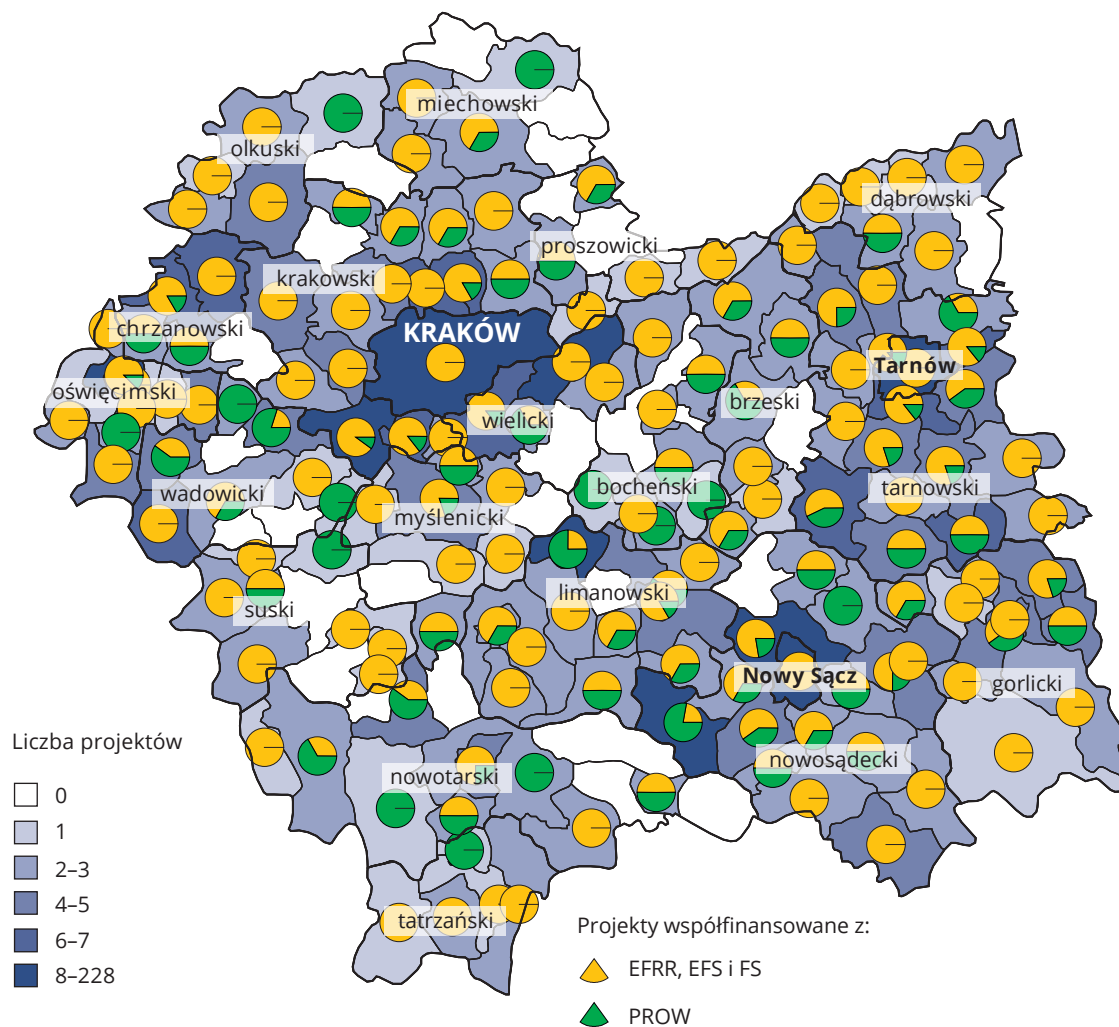 miechowski
olkuski
dąbrowski
proszowicki
krakowski
chrzanowski
KRAKÓW
Tarnów
oświęcimski
wielicki
brzeski
wadowicki
myślenicki
bocheński
tarnowski
limanowski
suski
Nowy Sącz
gorlicki
nowosądecki
nowotarski
tatrzański
Liczba projektów
0
1
2–3
4–5
6–7
8–228
Projekty współfinansowane z:
EFRR, EFS i FS
PROW